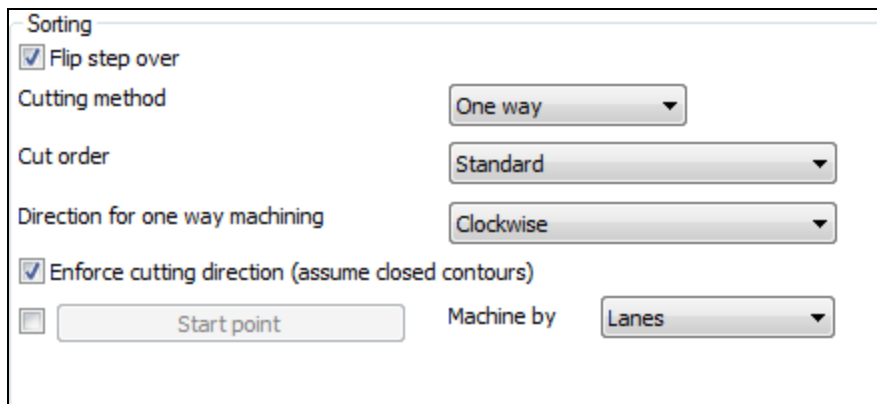 Sorting
Flip step over
Cutting method One way
Cut order Standard
Direction for one way machining Clockwise
Enforce cutting direction (assume closed contours)
Start point Machine by Lanes